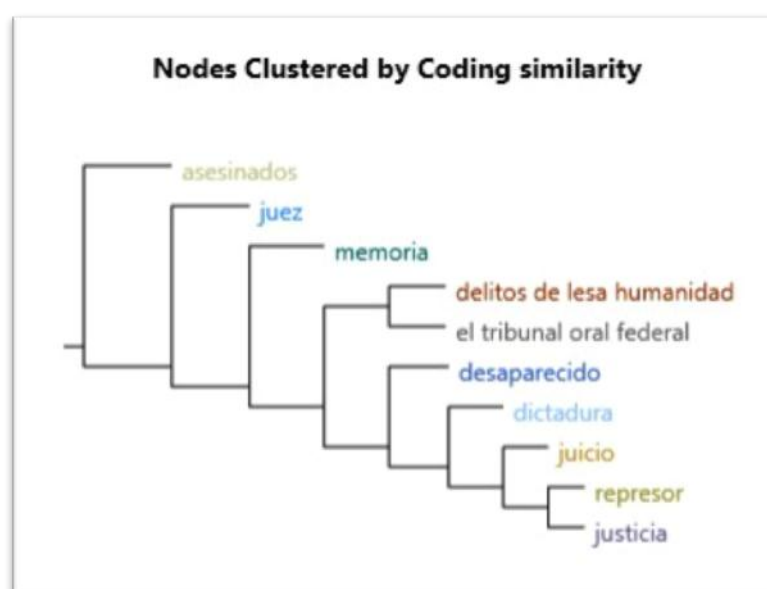 Nodes Clustered by Coding similarity
asesinados
juez
memoria
delitos de lesa humanidad
el tribunal oral federal
desaparecido
dictadura
juicio
represor
justicia